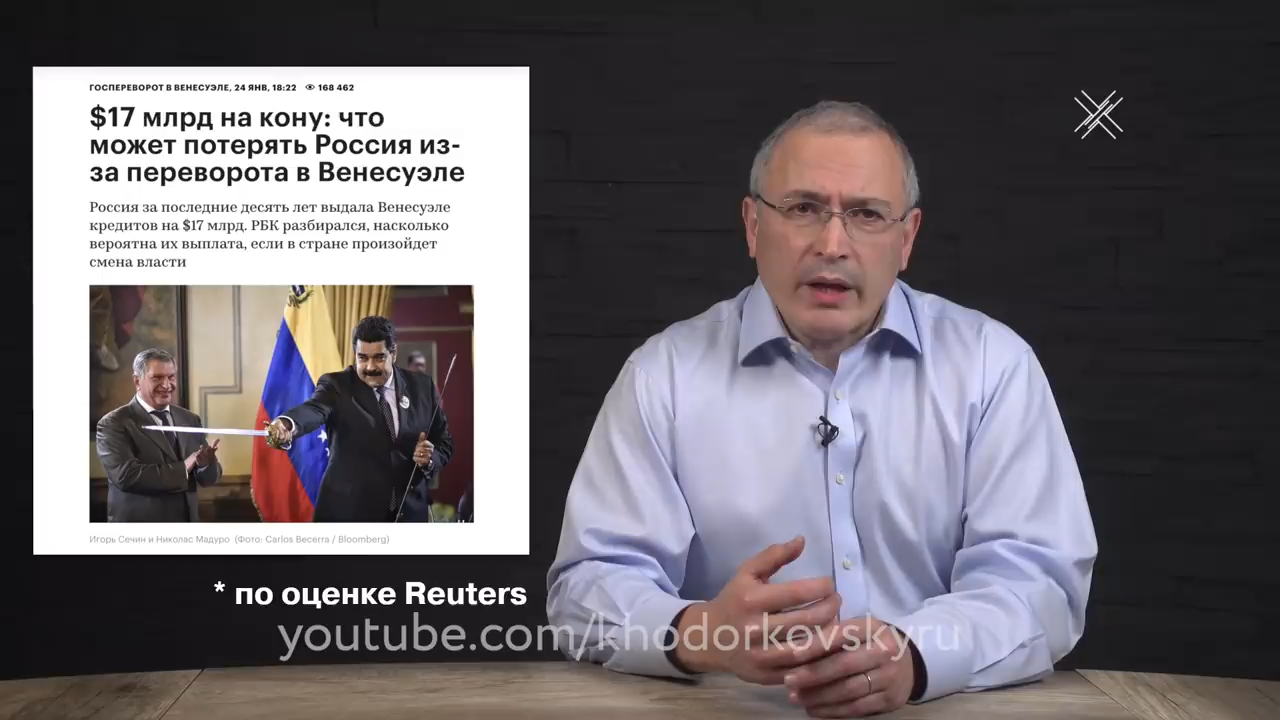 ГОСПЕРЕВОРОТ В ВЕНЕСУЭЛЕ, 24 ЯНВ, 18:22 168 462
$17 млрд на кону: что
может потерять Россия из-
за переворота в Венесуэле
Россия за последние десять лет выдала Венесуэле
кредитов на $17 млрд. РБК разбирался, насколько
вероятна их выплата, если в стране произойдет
смена власти
Игорь Сечин и Николас Мадуро (Фото: Carlos Becerra / Bloomberg)
* по оценке Reuters
youtube.com/khodorkovskyru